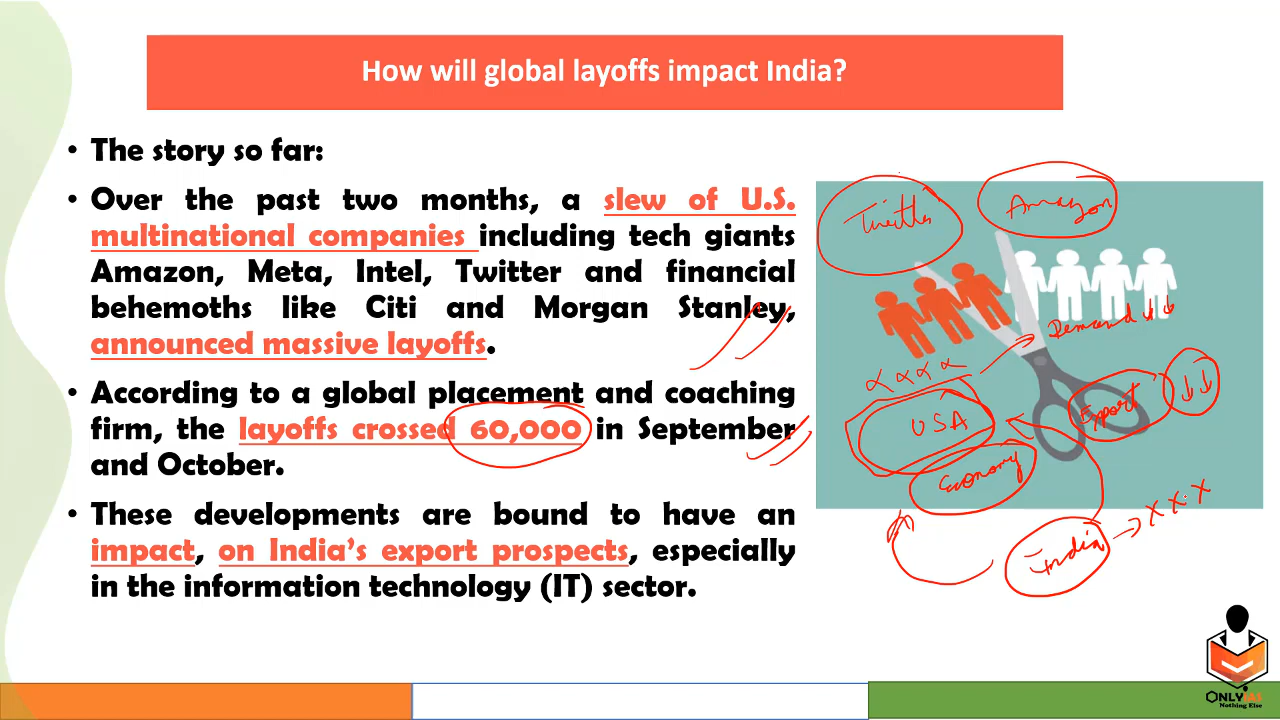 How will global layoffs impact India?
• The story so far:
• Over the past two months, a slew of U.S.
multinational companies including tech giants
Amazon, Meta, Intel, Twitter and financial
behemoths like Citi and Morgan Stanley,
announced massive layoffs.
• According to a global placement and coaching
firm, the layoffs crossed 60,000 in September
and October.
• These developments are bound to have an
impact, on India's export prospects, especially
in the information technology (IT) sector.
Twitter
Amazon
Demand ↓↓
USA
Export ↓↓
Economy
India → x x x
ONLYIAS
Nothing Else